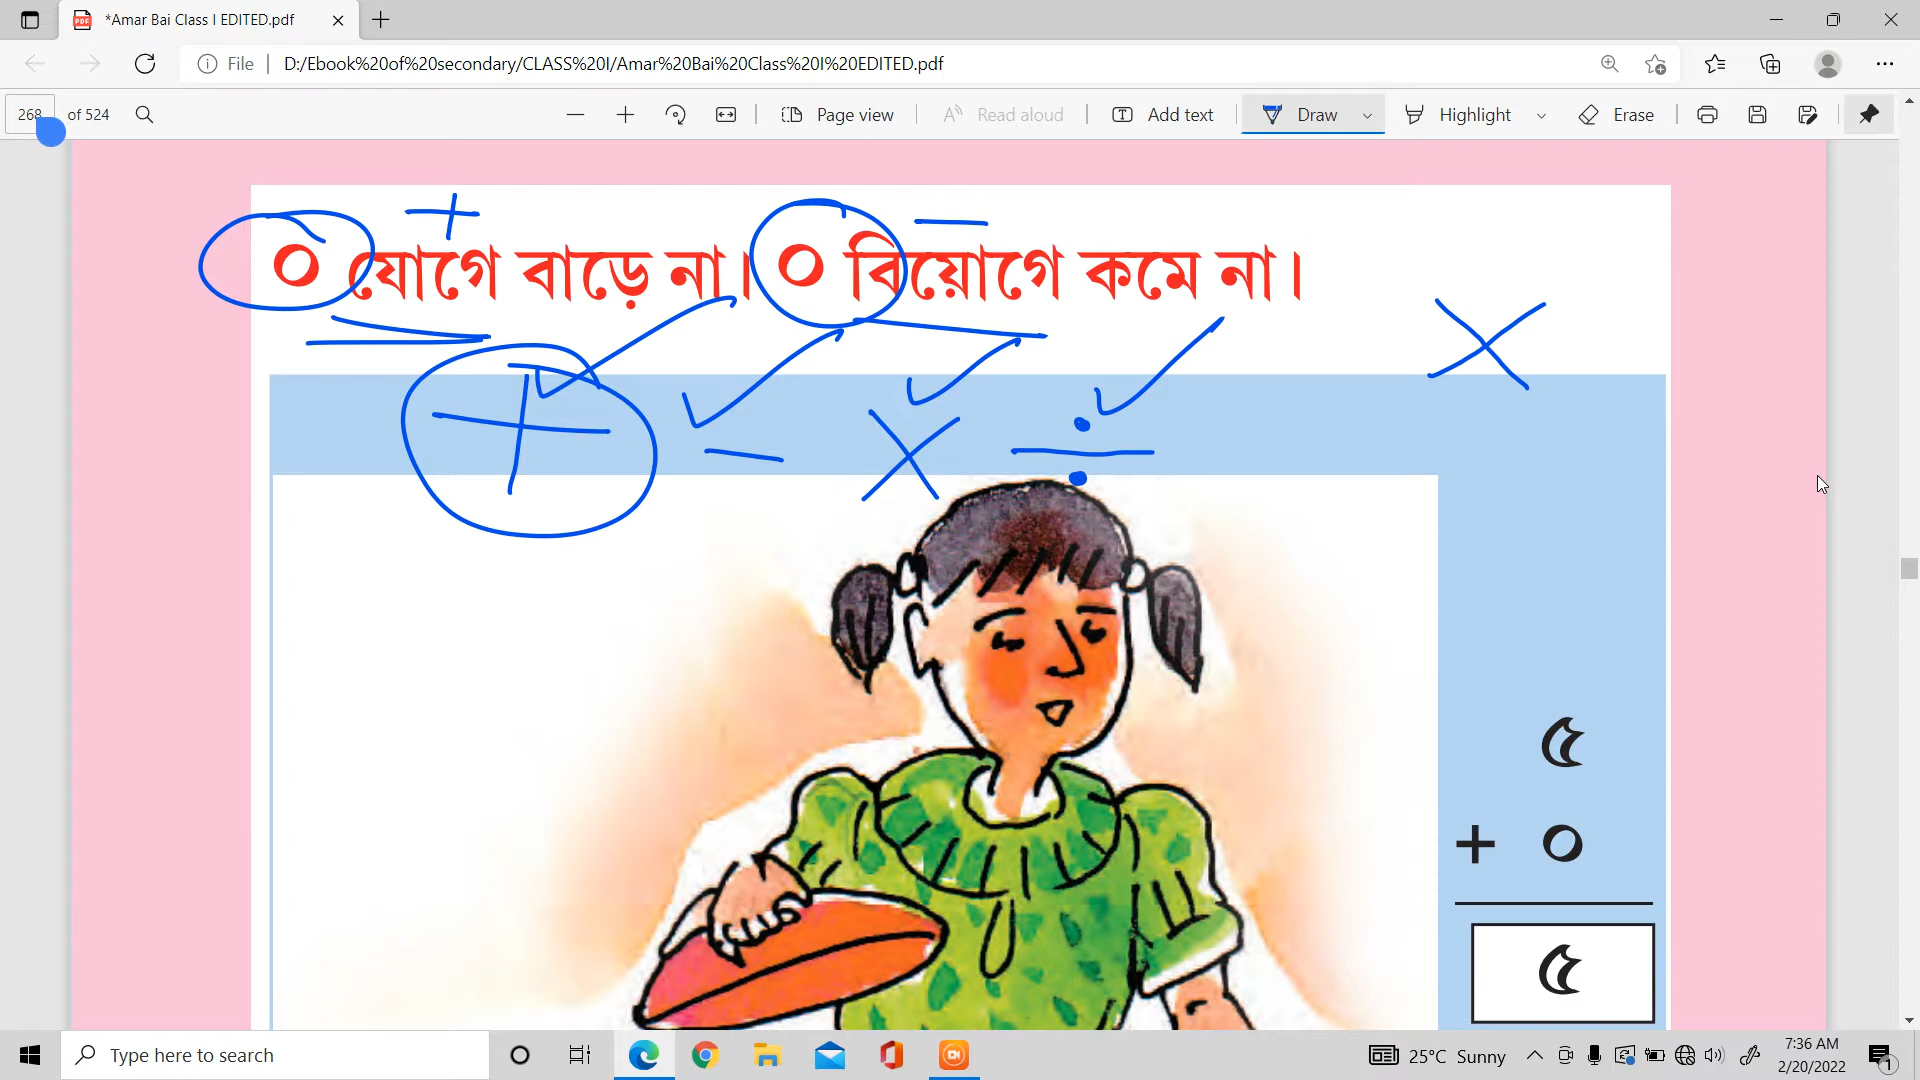 *Amar Bai Class I EDITED.pdf
File D:/Ebook%20of%20secondary/CLASS%20I/Amar%20Bai%20Class%20I%20EDITED.pdf
268 of 524 Page view Read aloud Add text Draw Highlight Erase
+ −
০ যোগে বাড়ে না। ০ বিয়োগে কমে না।
×
+ − × ÷
৫
+ ০
৫
Type here to search 25°C Sunny 7:36 AM
2/20/2022 1